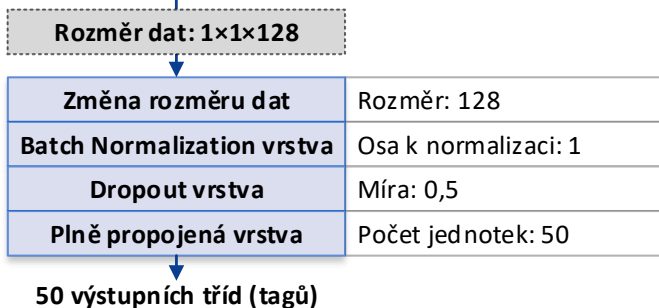 Rozměr dat: 1×1×128
Změna rozměru dat Rozměr: 128
Batch Normalization vrstva Osa k normalizaci: 1
Dropout vrstva Míra: 0,5
Plně propojená vrstva Počet jednotek: 50
50 výstupních tříd (tagů)